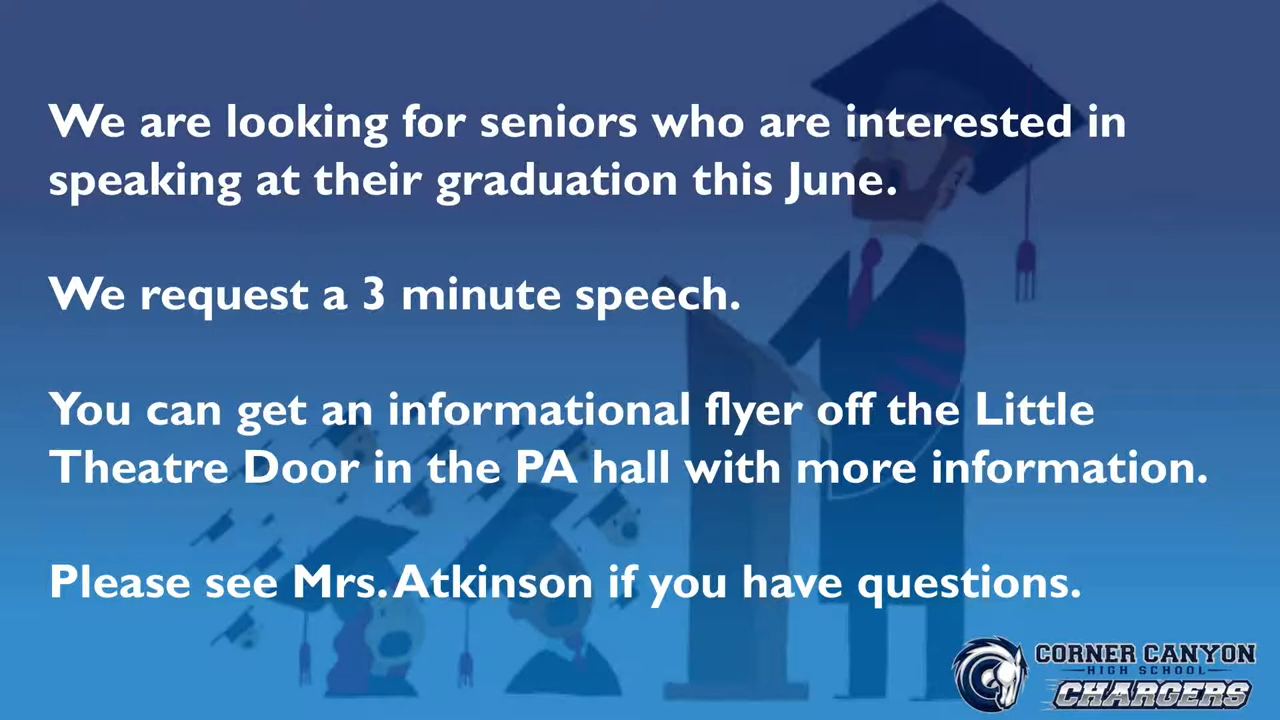 We are looking for seniors who are interested in
speaking at their graduation this June.
We request a 3 minute speech.
You can get an informational flyer off the Little
Theatre Door in the PA hall with more information.
Please see Mrs. Atkinson if you have questions.
CORNER CANYON
HIGH SCHOOL
CHARGERS